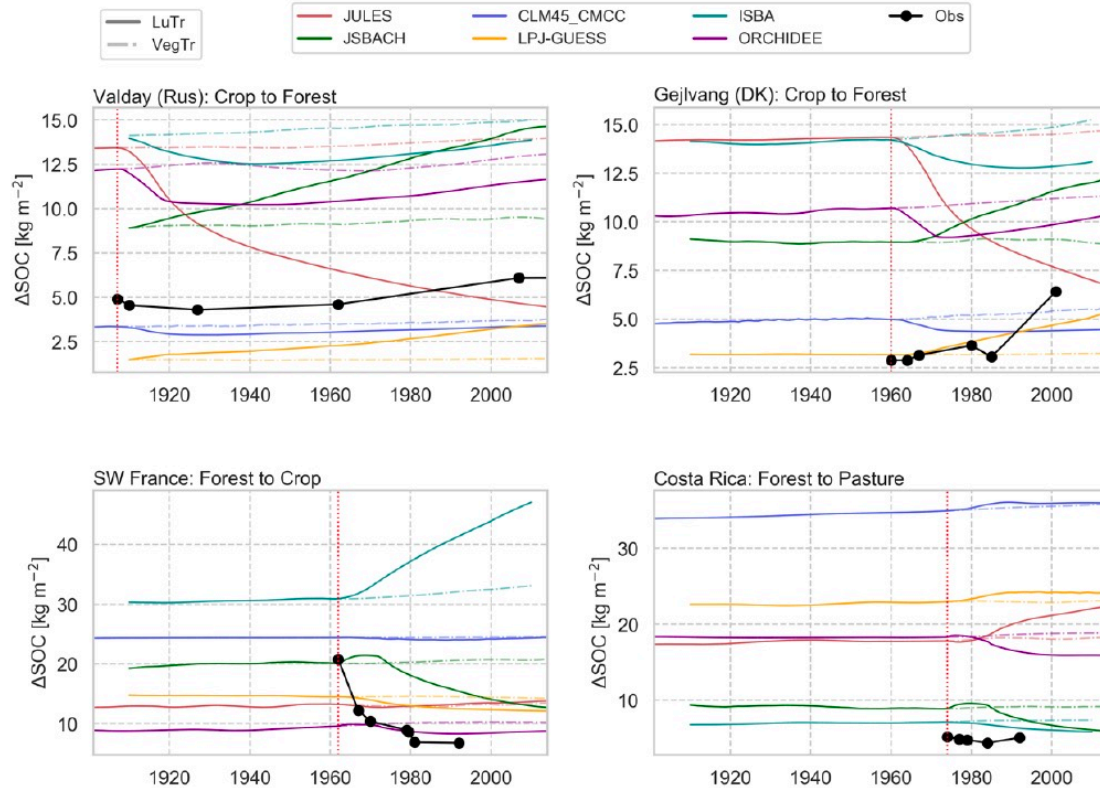 LuTr
VegTr
JULES
JSBACH
CLM45_CMCC
LPJ-GUESS
ISBA
ORCHIDEE
Obs
Valday (Rus): Crop to Forest
ΔSOC [kg m⁻²]
15.0
12.5
10.0
7.5
5.0
2.5
1920 1940 1960 1980 2000
Gejlvang (DK): Crop to Forest
ΔSOC [kg m⁻²]
15.0
12.5
10.0
7.5
5.0
2.5
1920 1940 1960 1980 2000
SW France: Forest to Crop
ΔSOC [kg m⁻²]
40
30
20
10
1920 1940 1960 1980 2000
Costa Rica: Forest to Pasture
ΔSOC [kg m⁻²]
30
20
10
1920 1940 1960 1980 2000